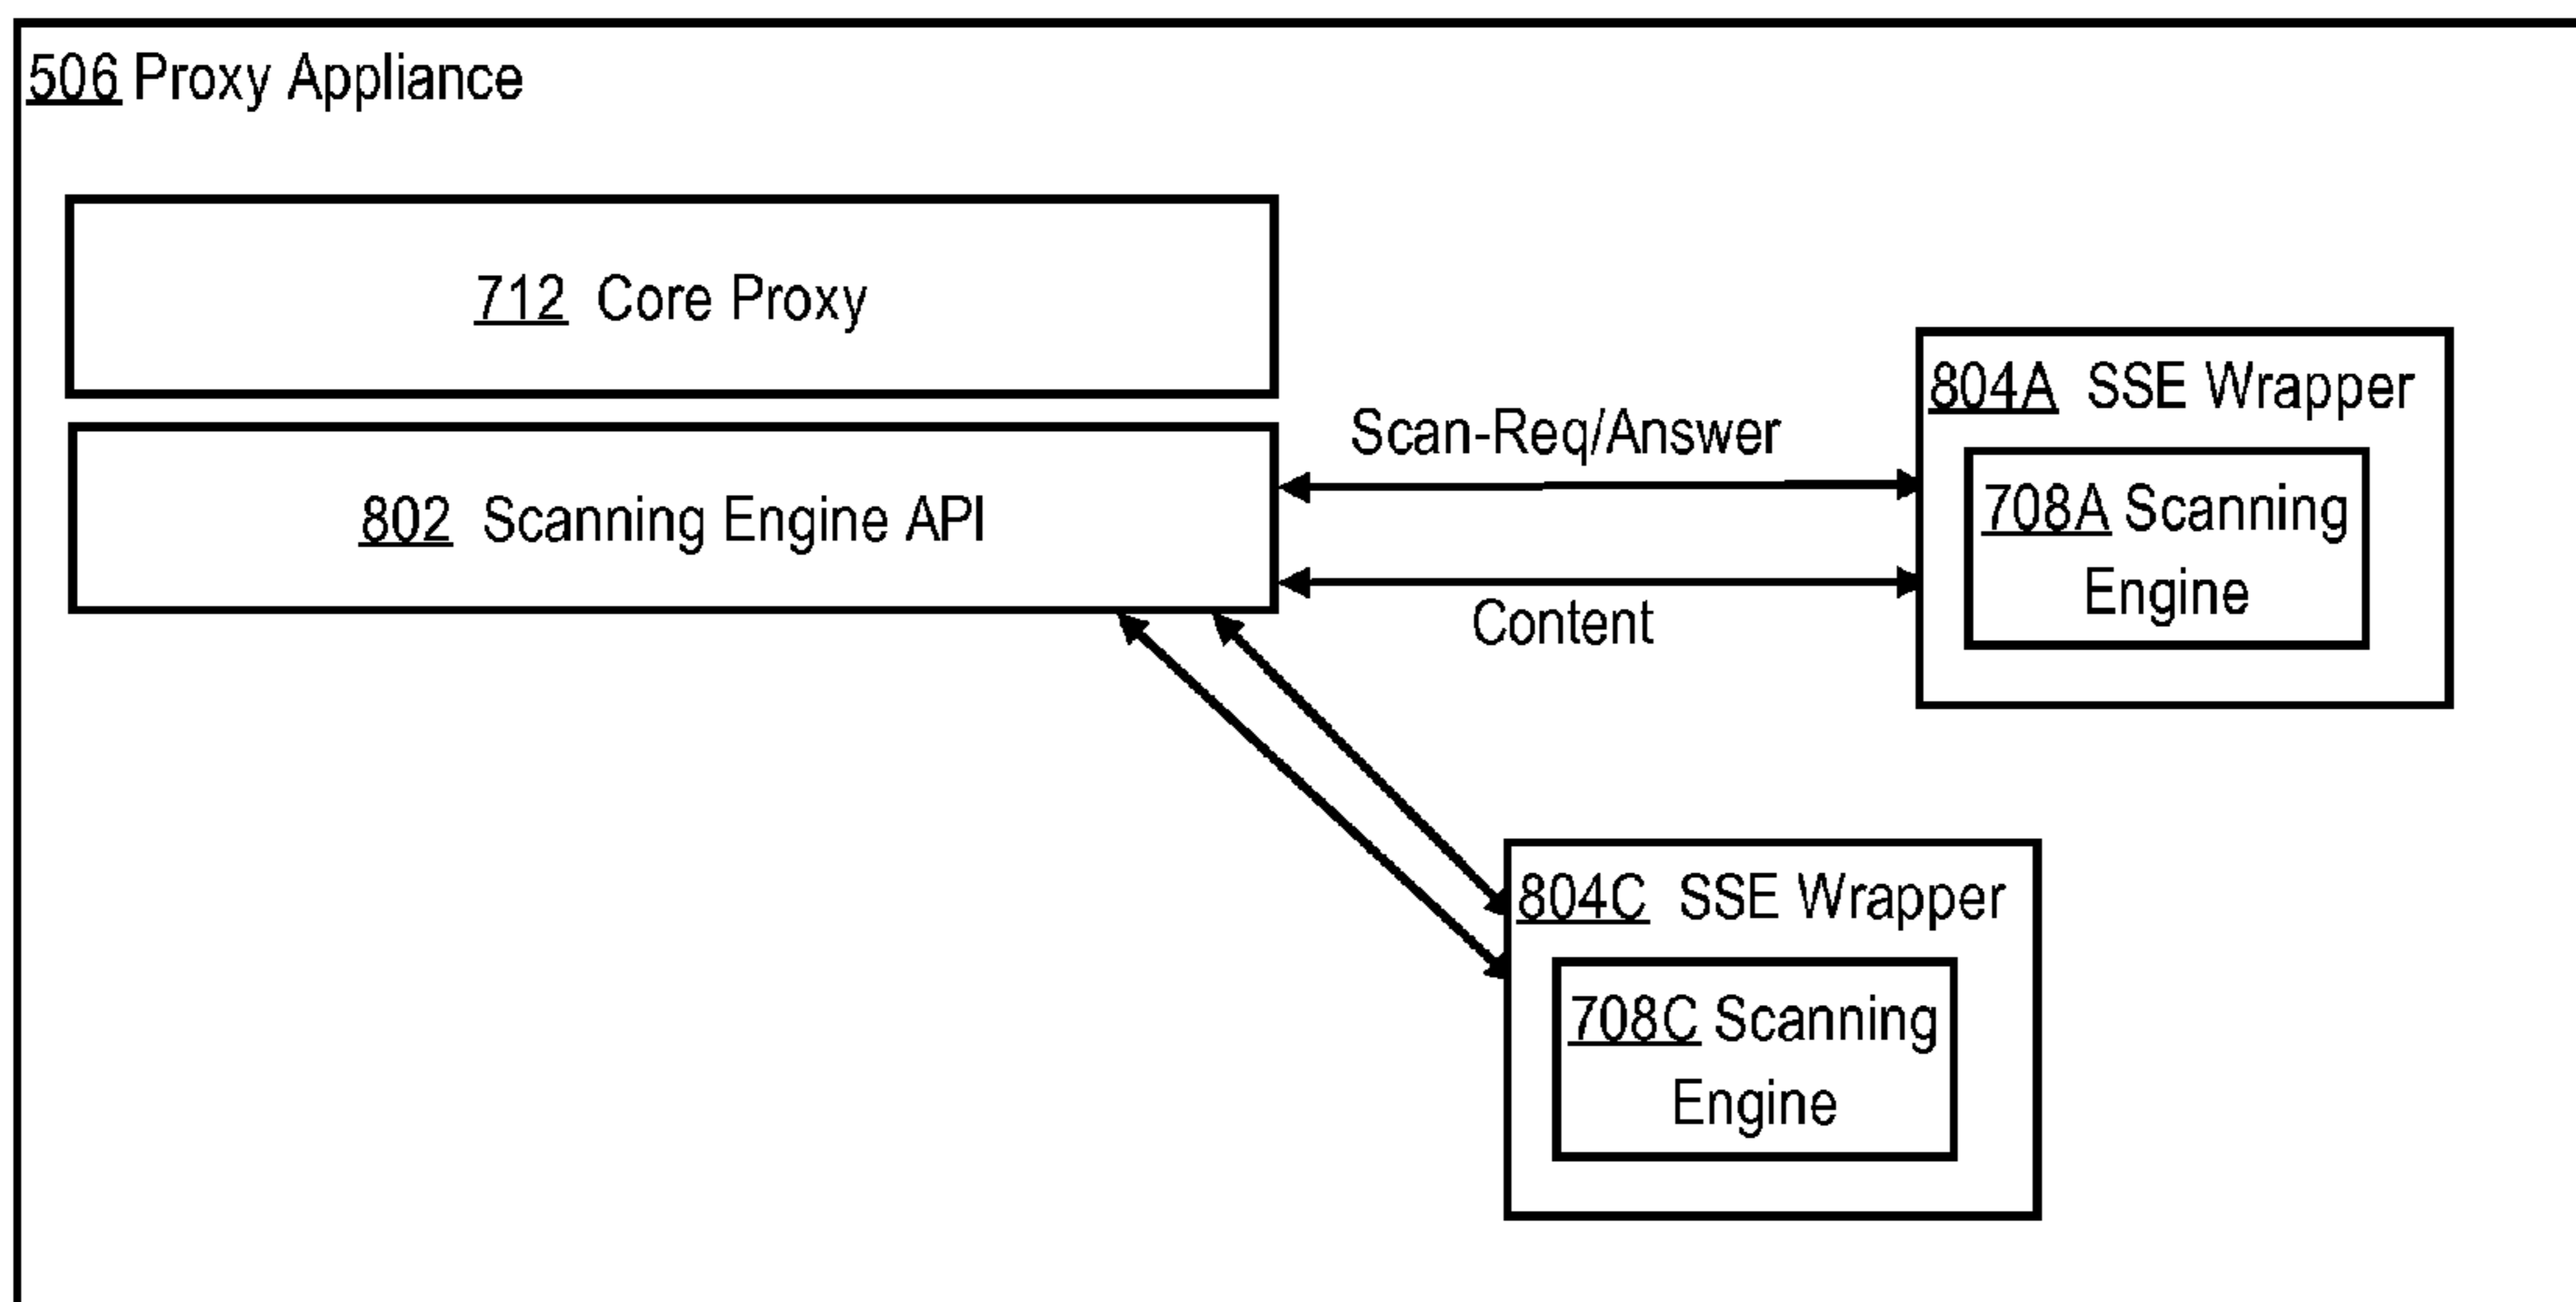 506 Proxy Appliance
712 Core Proxy
802 Scanning Engine API
Scan-Req/Answer
Content
804A SSE Wrapper
708A Scanning
Engine
804C SSE Wrapper
708C Scanning
Engine